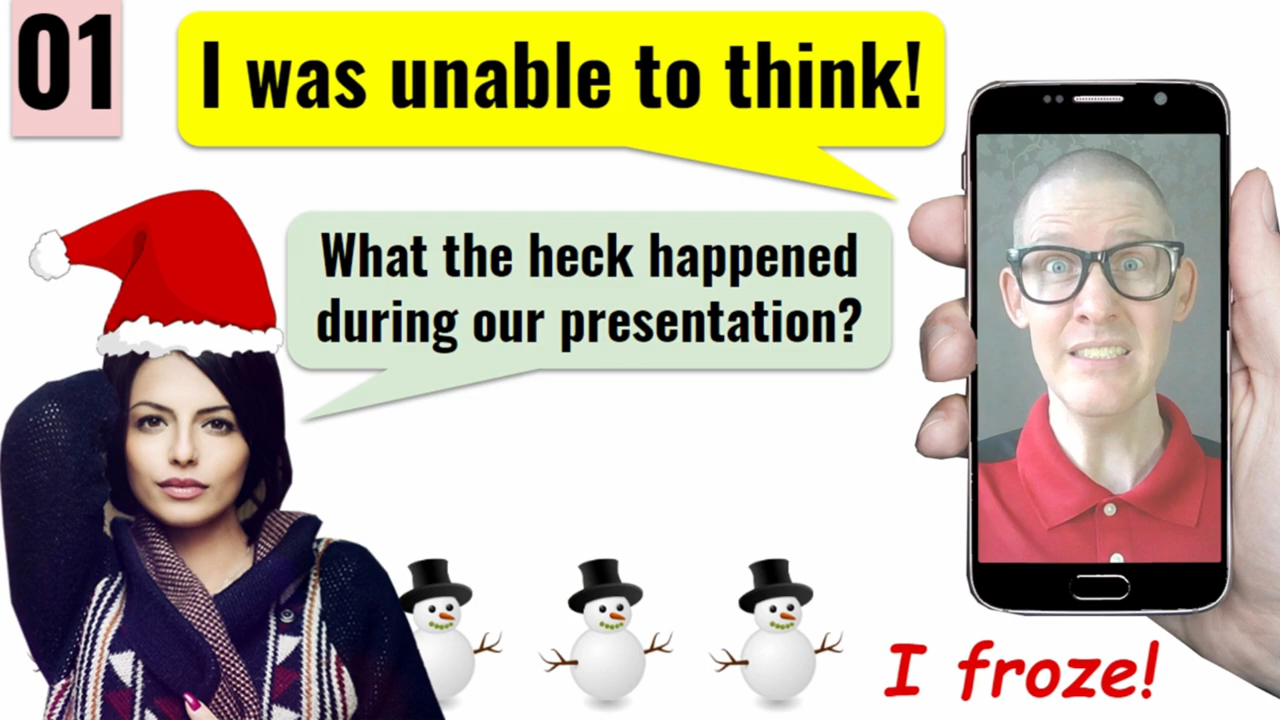 01
I was unable to think!
What the heck happened
during our presentation?
I froze!